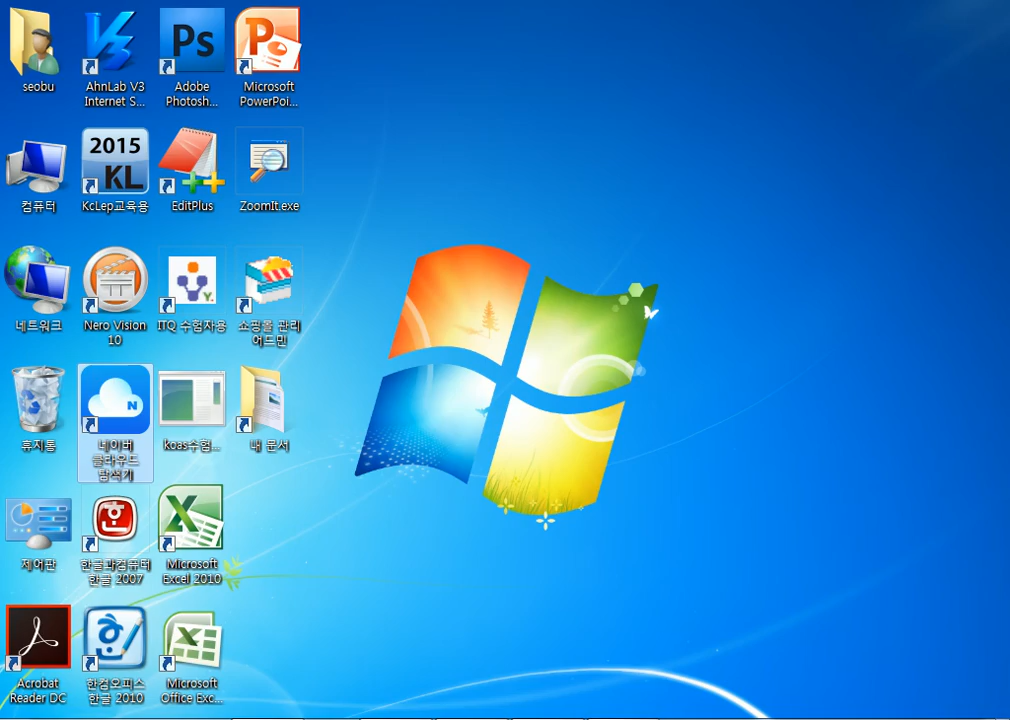 seobu
AhnLab V3
Internet S...
Ps
Adobe
Photosh...
P
Microsoft
PowerPoi...
컴퓨터
2015
KL
KcLep교육용
EditPlus
ZoomIt.exe
네트워크
Nero Vision
10
Y.
ITQ 수험자용
쇼핑몰 관리
어드민
휴지통
N
네이버
클라우드
탐색기
koas수험...
내 문서
제어판
한
한글과컴퓨터
한글 2007
X
Microsoft
Excel 2010
Acrobat
Reader DC
한
한컴오피스
한글 2010
X
Microsoft
Office Exc...